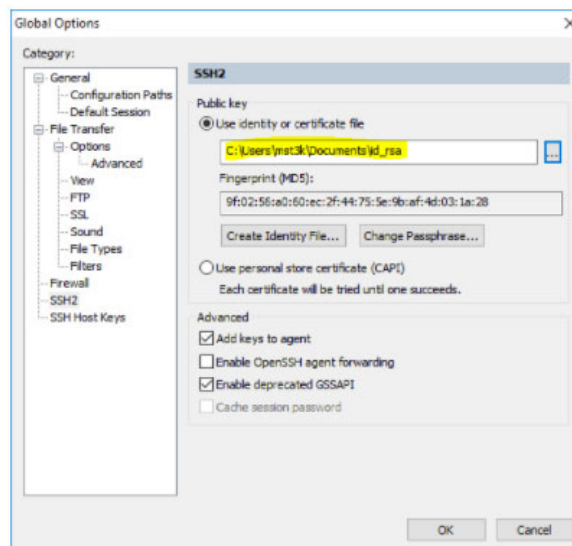 Global Options
Category:
General
Configuration Paths
Default Session
File Transfer
Options
Advanced
View
FTP
SSL
Sound
File Types
Filters
Firewall
SSH2
SSH Host Keys
SSH2
Public key
Use identity or certificate file
C:\Users\mst3k\Documents\id_rsa
...
Fingerprint (MD5):
9f:02:56:a0:60:ec:2f:44:75:5e:9b:af:4d:03:1a:28
Create Identity File... Change Passphrase...
Use personal store certificate (CAPI)
Each certificate will be tried until one succeeds.
Advanced
Add keys to agent
Enable OpenSSH agent forwarding
Enable deprecated GSSAPI
Cache session password
OK Cancel